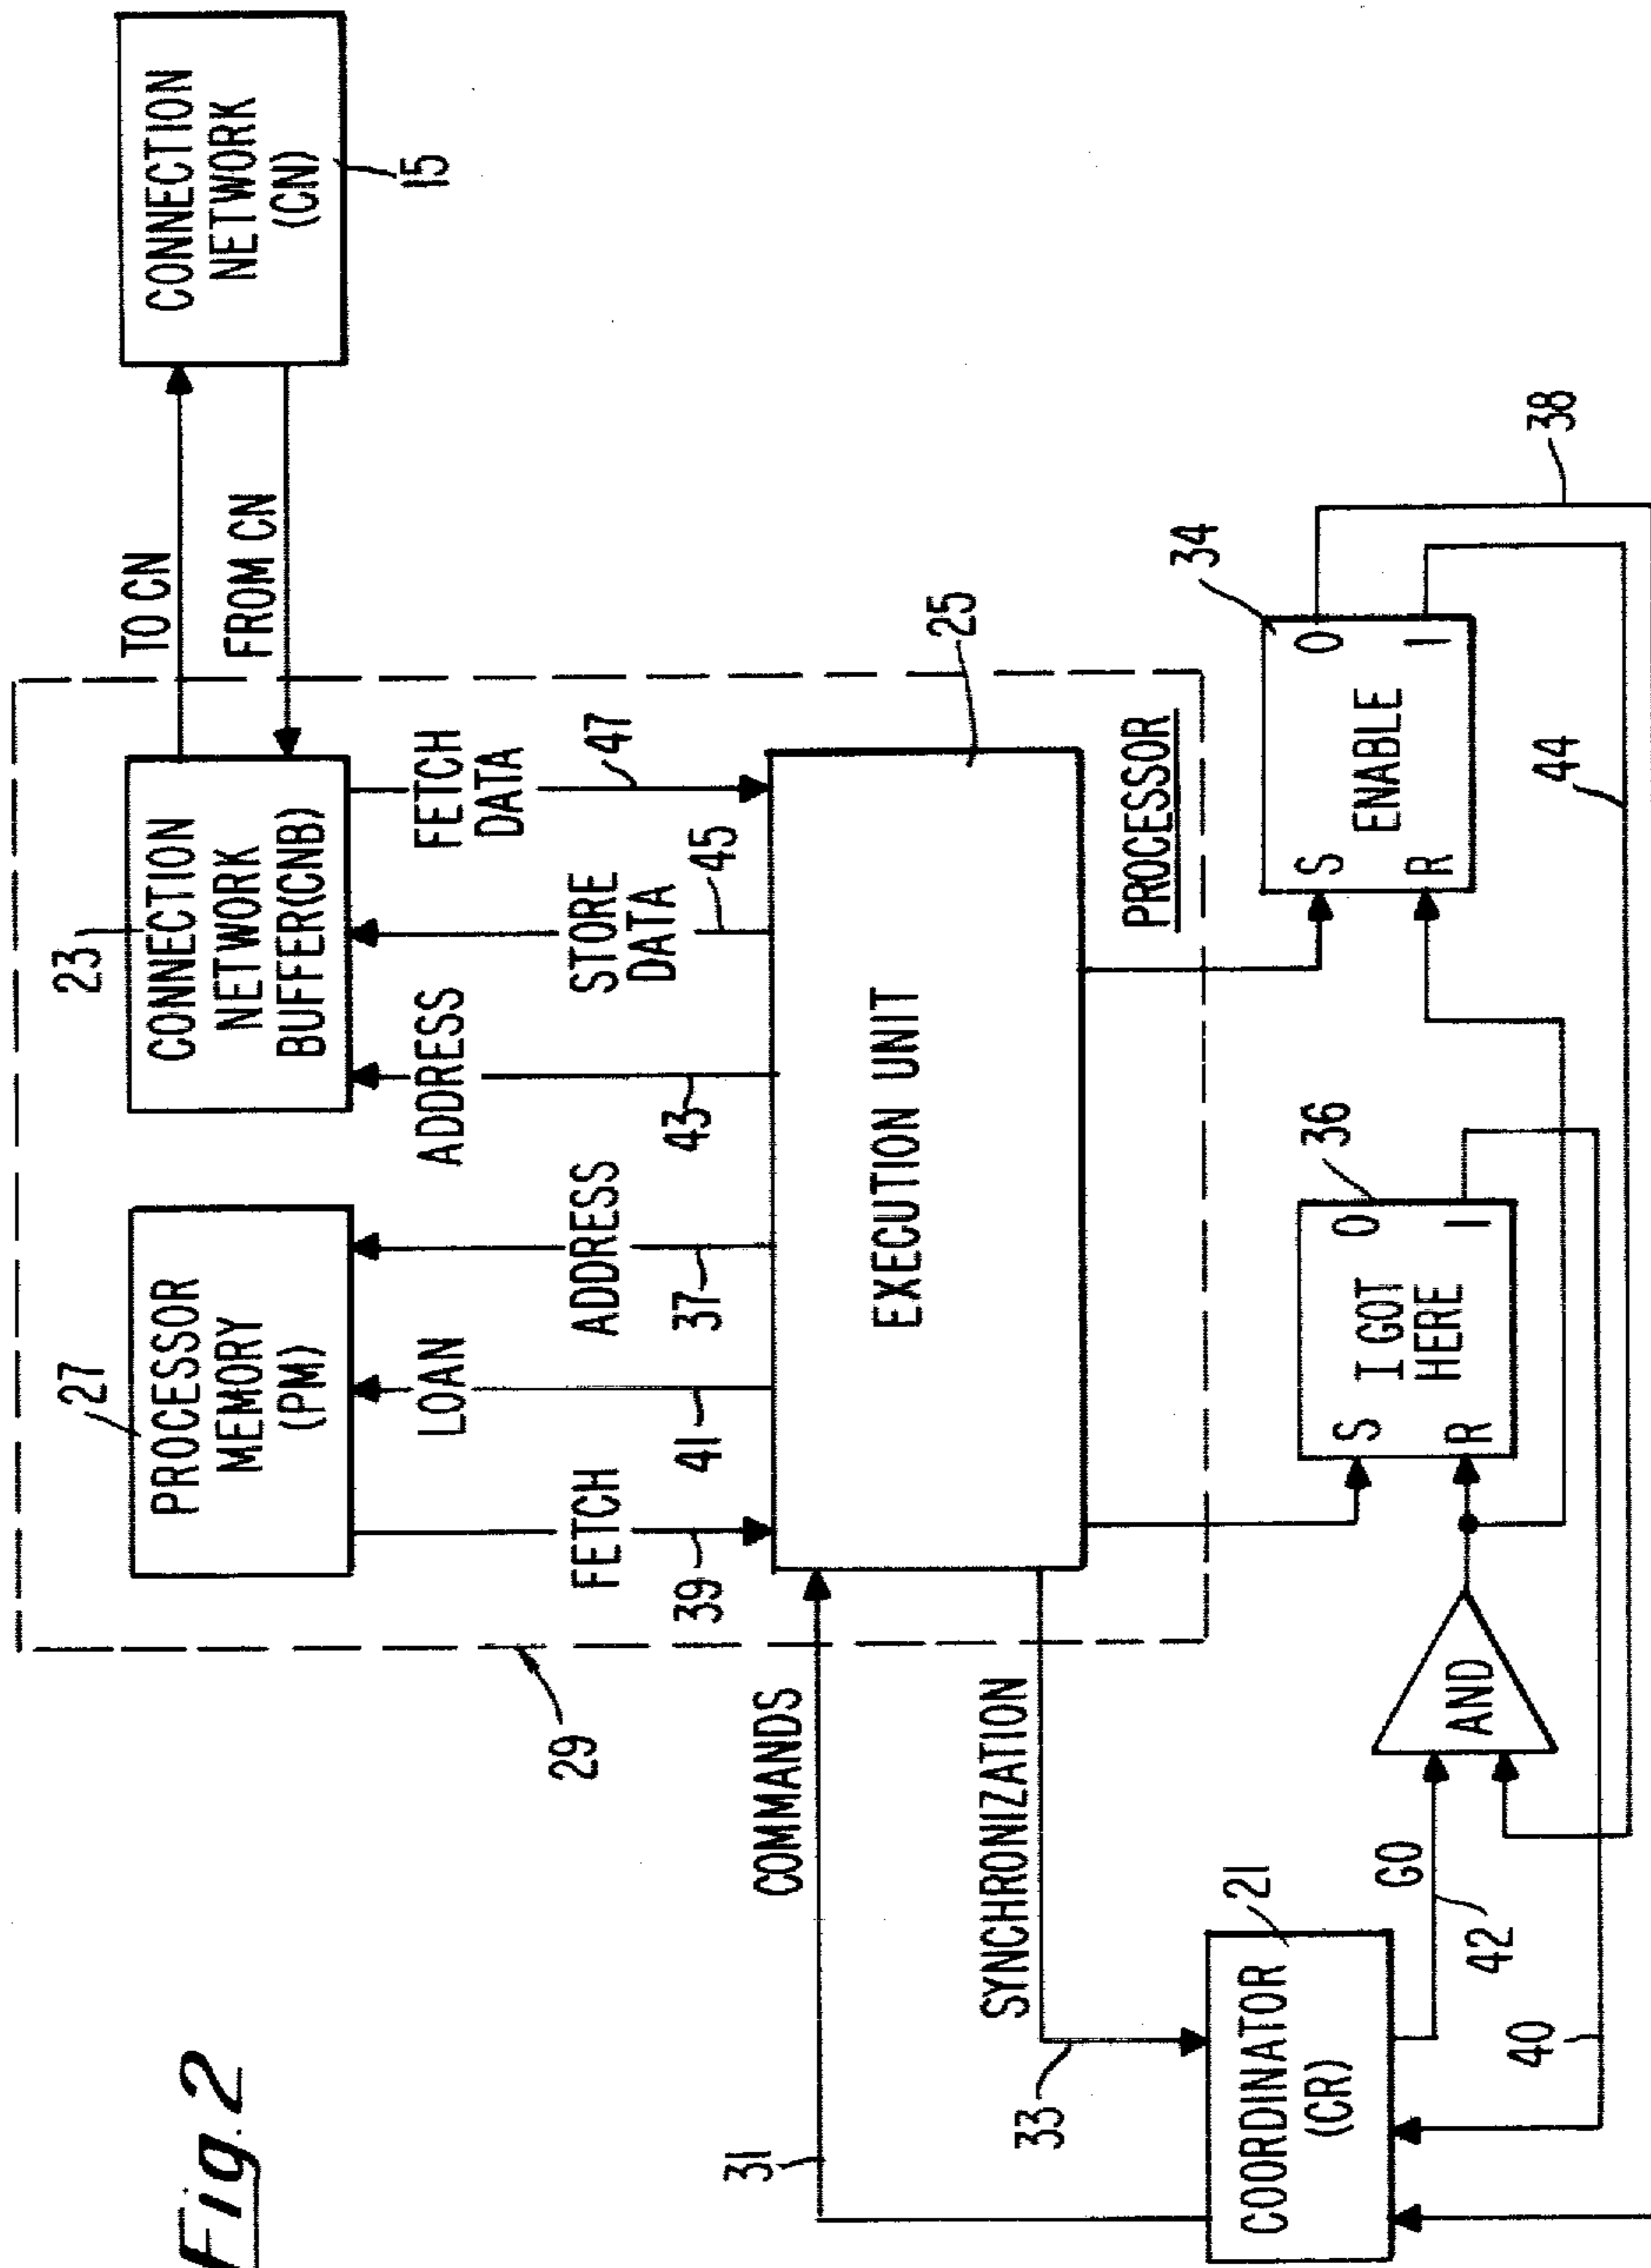 Fig. 2
CONNECTION
NETWORK
(CN)
15
TO CN
FROM CN
23
CONNECTION
NETWORK
BUFFER(CNB)
27
PROCESSOR
MEMORY
(PM)
FETCH
DATA
47
STORE
DATA
45
ADDRESS
43
ADDRESS
37
LOAN
41
FETCH
39
EXECUTION UNIT
25
PROCESSOR
29
COMMANDS
31
SYNCHRONIZATION
33
COORDINATOR
(CR)
21
GO
42
40
AND
S
R
I GOT
HERE
0
1
36
S
R
ENABLE
0
1
34
38
44